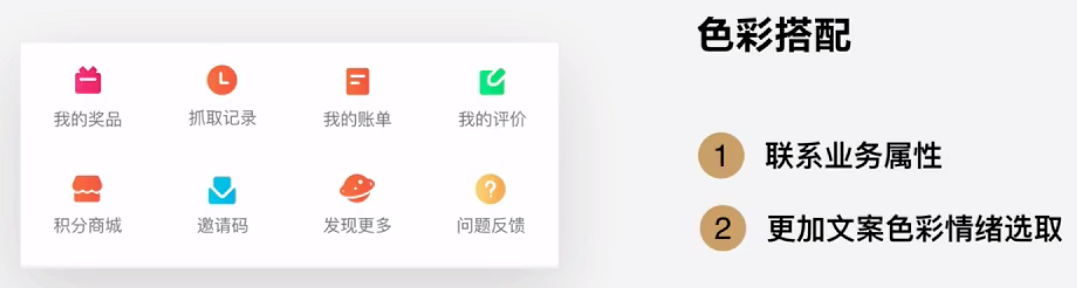 色彩搭配
我的奖品 抓取记录 我的账单 我的评价
积分商城 邀请码 发现更多 问题反馈
1 联系业务属性
2 更加文案色彩情绪选取